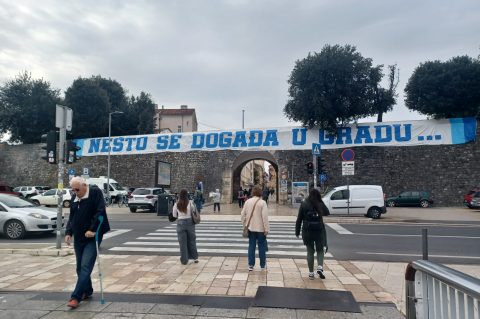 NEŠTO SE DOGAĐA U GRADU...